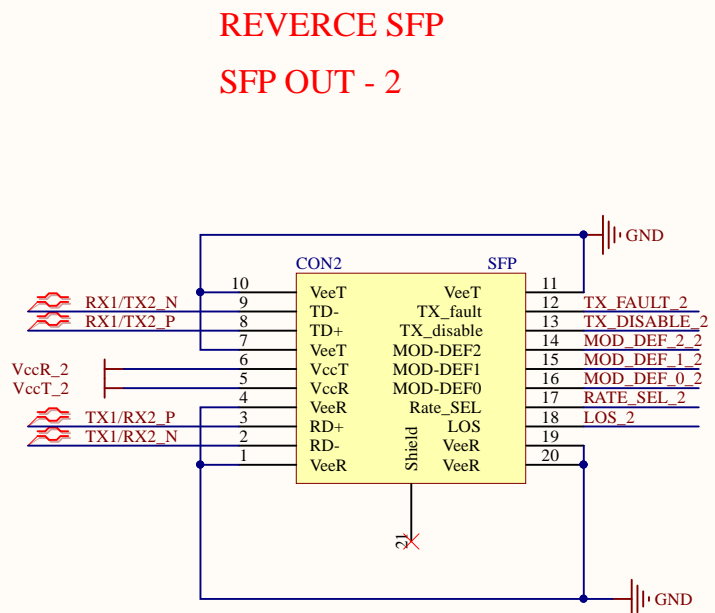 REVERCE SFP
SFP OUT - 2
GND
CON2 SFP
10 VeeT VeeT 11
RX1/TX2_N 9 TD- TX_fault 12 TX_FAULT_2
RX1/TX2_P 8 TD+ TX_disable 13 TX_DISABLE_2
7 VeeT MOD-DEF2 14 MOD_DEF_2_2
VccR_2 6 VccT MOD-DEF1 15 MOD_DEF_1_2
VccT_2 5 VccR MOD-DEF0 16 MOD_DEF_0_2
4 VeeR Rate_SEL 17 RATE_SEL_2
TX1/RX2_P 3 RD+ LOS 18 LOS_2
TX1/RX2_N 2 RD- VeeR 19
1 VeeR VeeR 20
Shield
21
GND